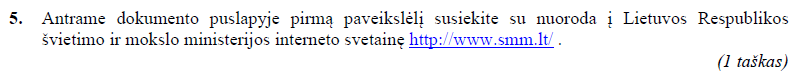 5. Antrame dokumento puslapyje pirmą paveikslėlį susiekite su nuoroda į Lietuvos Respublikos
švietimo ir mokslo ministerijos interneto svetainę http://www.smm.lt/ .
(1 taškas)